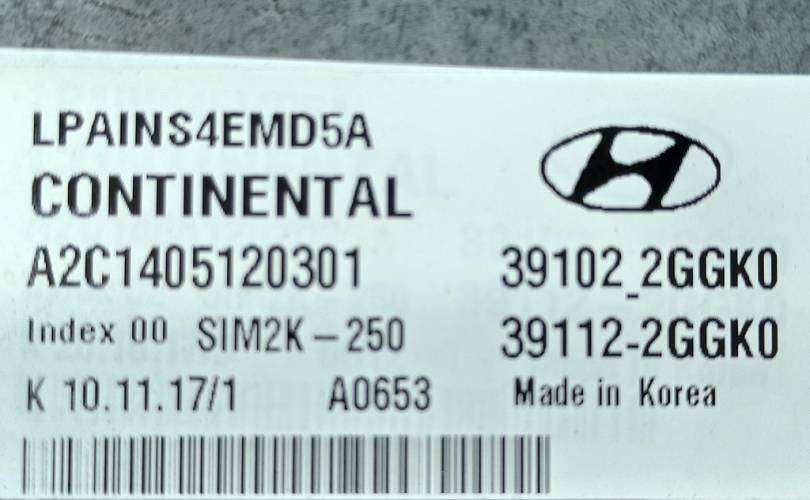 LPAINS4EMD5A
CONTINENTAL
A2C1405120301 39102_2GGK0
Index 00 SIM2K-250 39112-2GGK0
K 10.11.17/1 A0653 Made in Korea